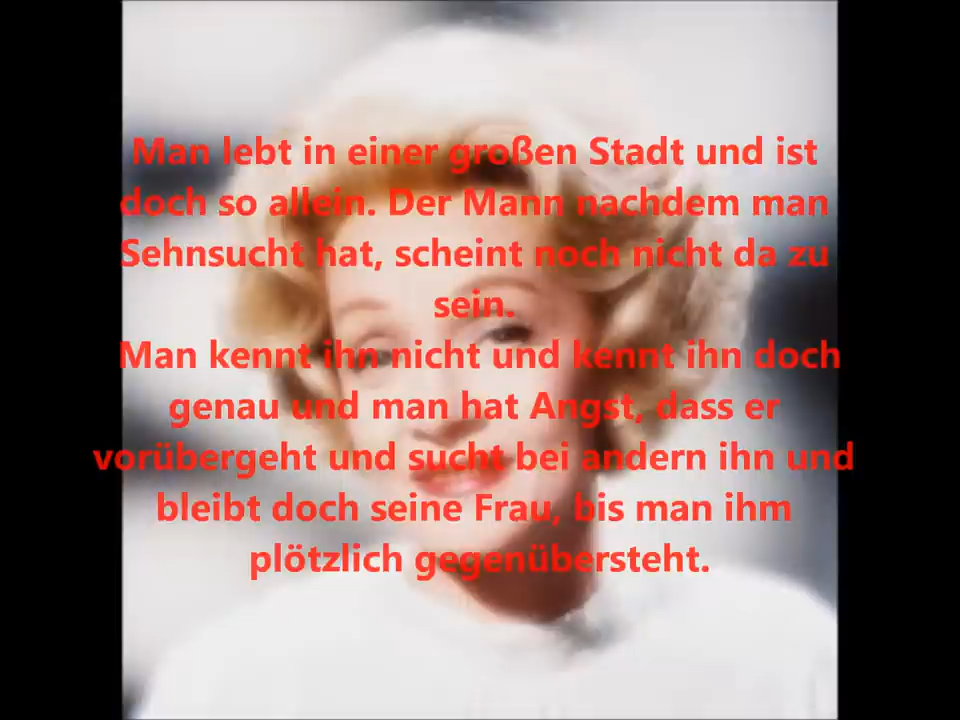 Man lebt in einer großen Stadt und ist
doch so allein. Der Mann nachdem man
Sehnsucht hat, scheint noch nicht da zu
sein.
Man kennt ihn nicht und kennt ihn doch
genau und man hat Angst, dass er
vorübergeht und sucht bei andern ihn und
bleibt doch seine Frau, bis man ihm
plötzlich gegenübersteht.